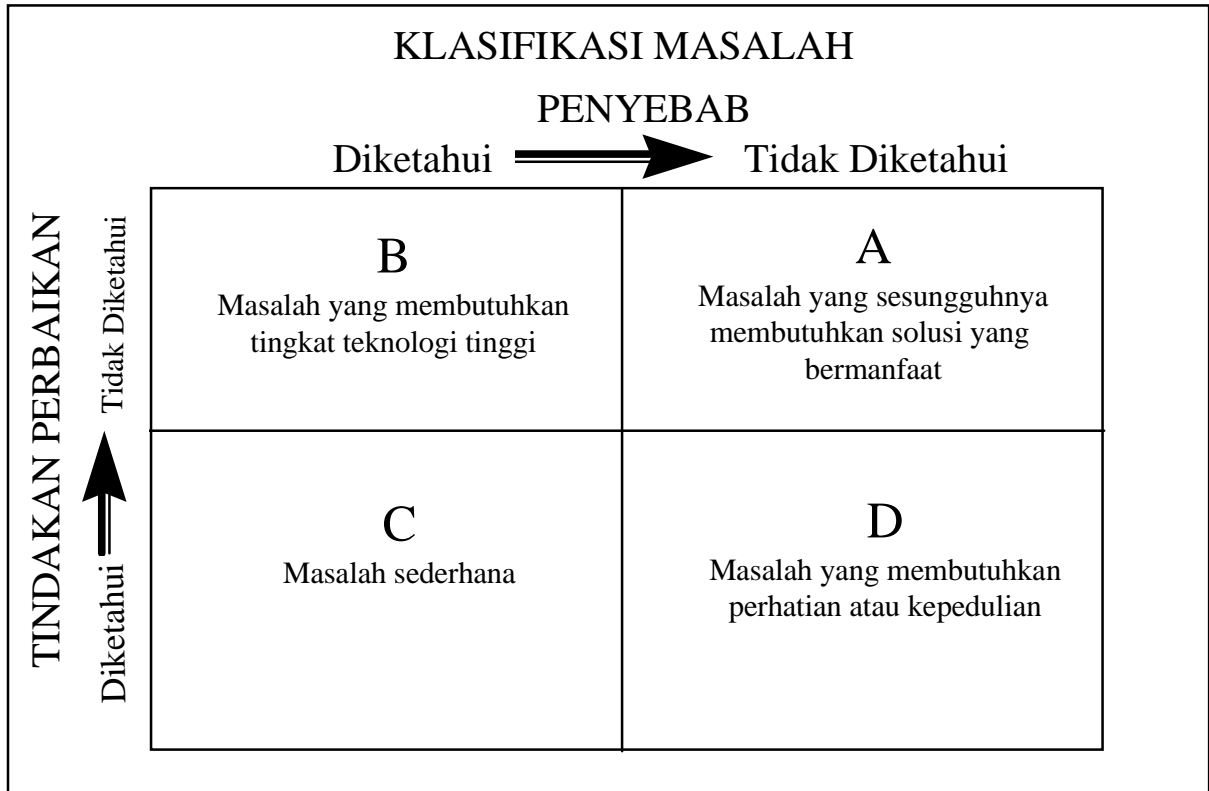 KLASIFIKASI MASALAH
PENYEBAB
Diketahui
Tidak Diketahui
TINDAKAN PERBAIKAN
Tidak Diketahui
Diketahui
B
Masalah yang membutuhkan
tingkat teknologi tinggi
A
Masalah yang sesungguhnya
membutuhkan solusi yang
bermanfaat
C
Masalah sederhana
D
Masalah yang membutuhkan
perhatian atau kepedulian